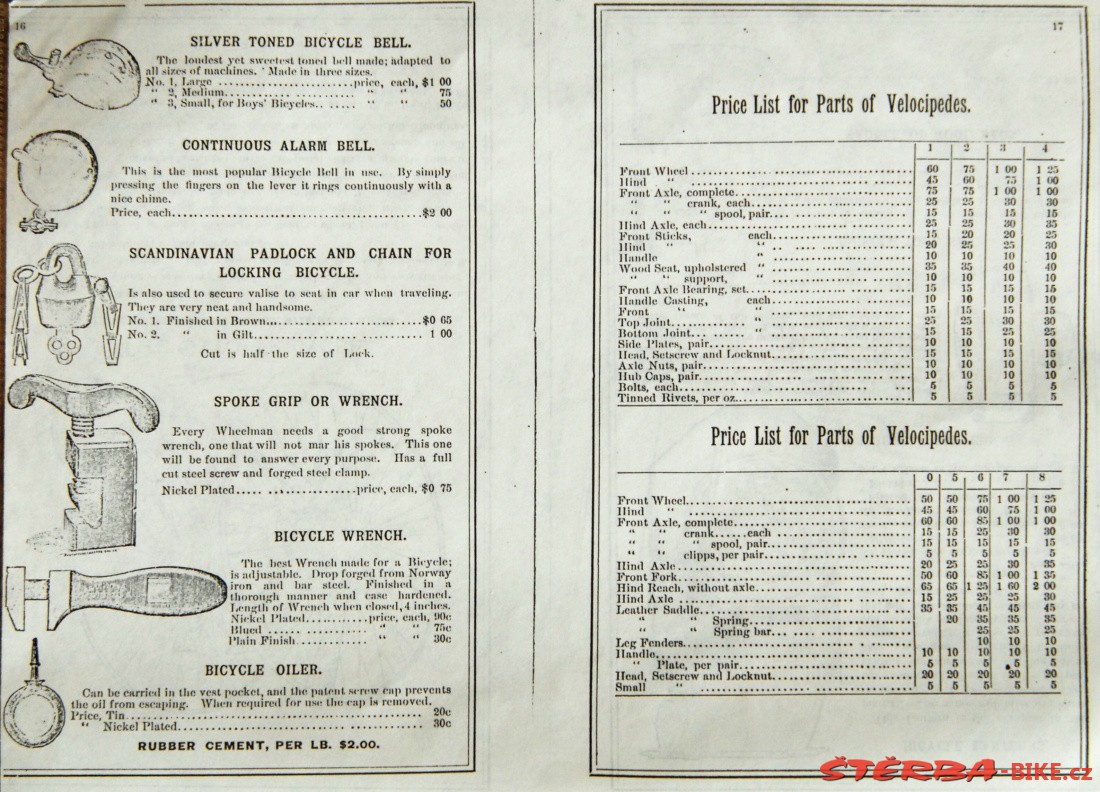 16
SILVER TONED BICYCLE BELL.
The loudest yet sweetest toned bell made; adapted to
all sizes of machines. Made in three sizes.
No. 1, Large ........................price, each, $1 00
" 2, Medium........................ " " 75
" 3, Small, for Boys' Bicycles........ " " 50
CONTINUOUS ALARM BELL.
This is the most popular Bicycle Bell in use. By simply
pressing the fingers on the lever it rings continuously with a
nice chime.
Price, each........................$2 00
SCANDINAVIAN PADLOCK AND CHAIN FOR
LOCKING BICYCLE.
Is also used to secure valise to seat in car when traveling.
They are very neat and handsome.
No. 1. Finished in Brown........................$0 65
No. 2. " in Gilt........................ 1 00
Cut is half the size of Lock.
SPOKE GRIP OR WRENCH.
Every Wheelman needs a good strong spoke
wrench, one that will not mar his spokes. This one
will be found to answer every purpose. Has a full
cut steel screw and forged steel clamp.
Nickel Plated........................price, each, $0 75
BICYCLE WRENCH.
The best Wrench made for a Bicycle;
is adjustable. Drop forged from Norway
iron and bar steel. Finished in a
thorough manner and case hardened.
Length of Wrench when closed, 4 inches.
Nickel Plated............price, each, 90c
Blued ............ " " 75c
Plain Finish ............ " " 30c
BICYCLE OILER.
Can be carried in the vest pocket, and the patent screw cap prevents
the oil from escaping. When required for use the cap is removed.
Price, Tin........................ 20c
" Nickel Plated........................ 30c
RUBBER CEMENT, PER LB. $2.00.
17
Price List for Parts of Velocipedes.
1 2 3 4
Front Wheel............ 60 75 1 00 1 25
Hind " ............ 45 60 75 1 00
Front Axle, complete............ 75 75 1 00 1 00
" " crank, each............ 25 25 30 30
" " " spool, pair............ 15 15 15 15
Hind Axle, each............ 25 25 30 35
Front Sticks, each............ 15 20 20 25
Hind " " ............ 20 25 25 30
Handle " ............ 10 10 10 10
Wood Seat, upholstered " ............ 35 35 40 40
" " support, " ............ 10 10 10 10
Front Axle Bearing, set............ 15 15 15 15
Handle Casting, each............ 10 10 10 10
Front " " ............ 15 15 15 15
Top Joint............ " ............ 25 25 30 30
Bottom Joint............ " ............ 15 15 25 25
Side Plates, pair............ 10 10 10 10
Head, Setscrew and Locknut............ 15 15 15 15
Axle Nuts, pair............ 10 10 10 10
Hub Caps, pair............ 10 10 10 10
Bolts, each............ 5 5 5 5
Tinned Rivets, per oz............ 5 5 5 5
Price List for Parts of Velocipedes.
0 5 6 7 8
Front Wheel............ 50 50 75 1 00 1 25
Hind " ............ 45 45 60 75 1 00
Front Axle, complete............ 60 60 85 1 00 1 00
" " crank......each............ 15 15 25 30 30
" " " spool, pair............ 15 15 15 15 15
" " clipps, per pair............ 5 5 5 5 5
Hind Axle............ 20 25 25 30 35
Front Fork............ 50 60 85 1 00 1 35
Hind Reach, without axle............ 65 65 1 25 1 60 2 00
Hind Axle ............ 15 25 25 25 30
Leather Saddle............ 35 35 45 45 45
" " Spring............ 20 35 35 35
" " Spring bar............ 25 25 25
Leg Fenders............ 10 10 10
Handle............ 10 10 10 10 10
" Plate, per pair............ 5 5 5 5 5
Head, Setscrew and Locknut............ 20 20 20 20 20
Small " ............ 5 5 5 5 5
ŠTĚRBA-BIKE.cz